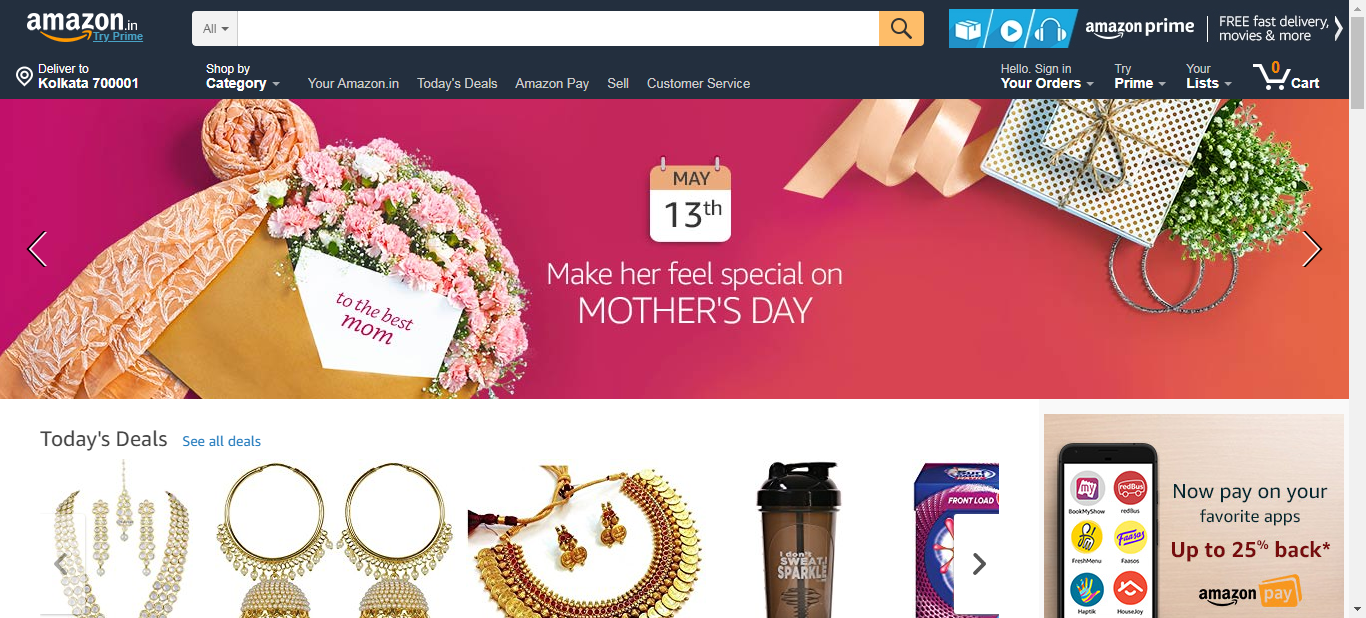 amazon.in
Try Prime
All
amazon prime
FREE fast delivery,
movies & more
Deliver to
Kolkata 700001
Shop by
Category
Your Amazon.in
Today's Deals
Amazon Pay
Sell
Customer Service
Hello. Sign in
Your Orders
Try
Prime
Your
Lists
0
Cart
MAY
13th
Make her feel special on
MOTHER'S DAY
to the best
mom
Today's Deals
See all deals
I don't
SWEAT,I
SPARKLE
MATIC
FRONT LOAD
my
redBus
BookMyShow
redBus
Faasos
FreshMenu
Faasos
Haptik
HouseJoy
Now pay on your
favorite apps
Up to 25% back*
amazon pay